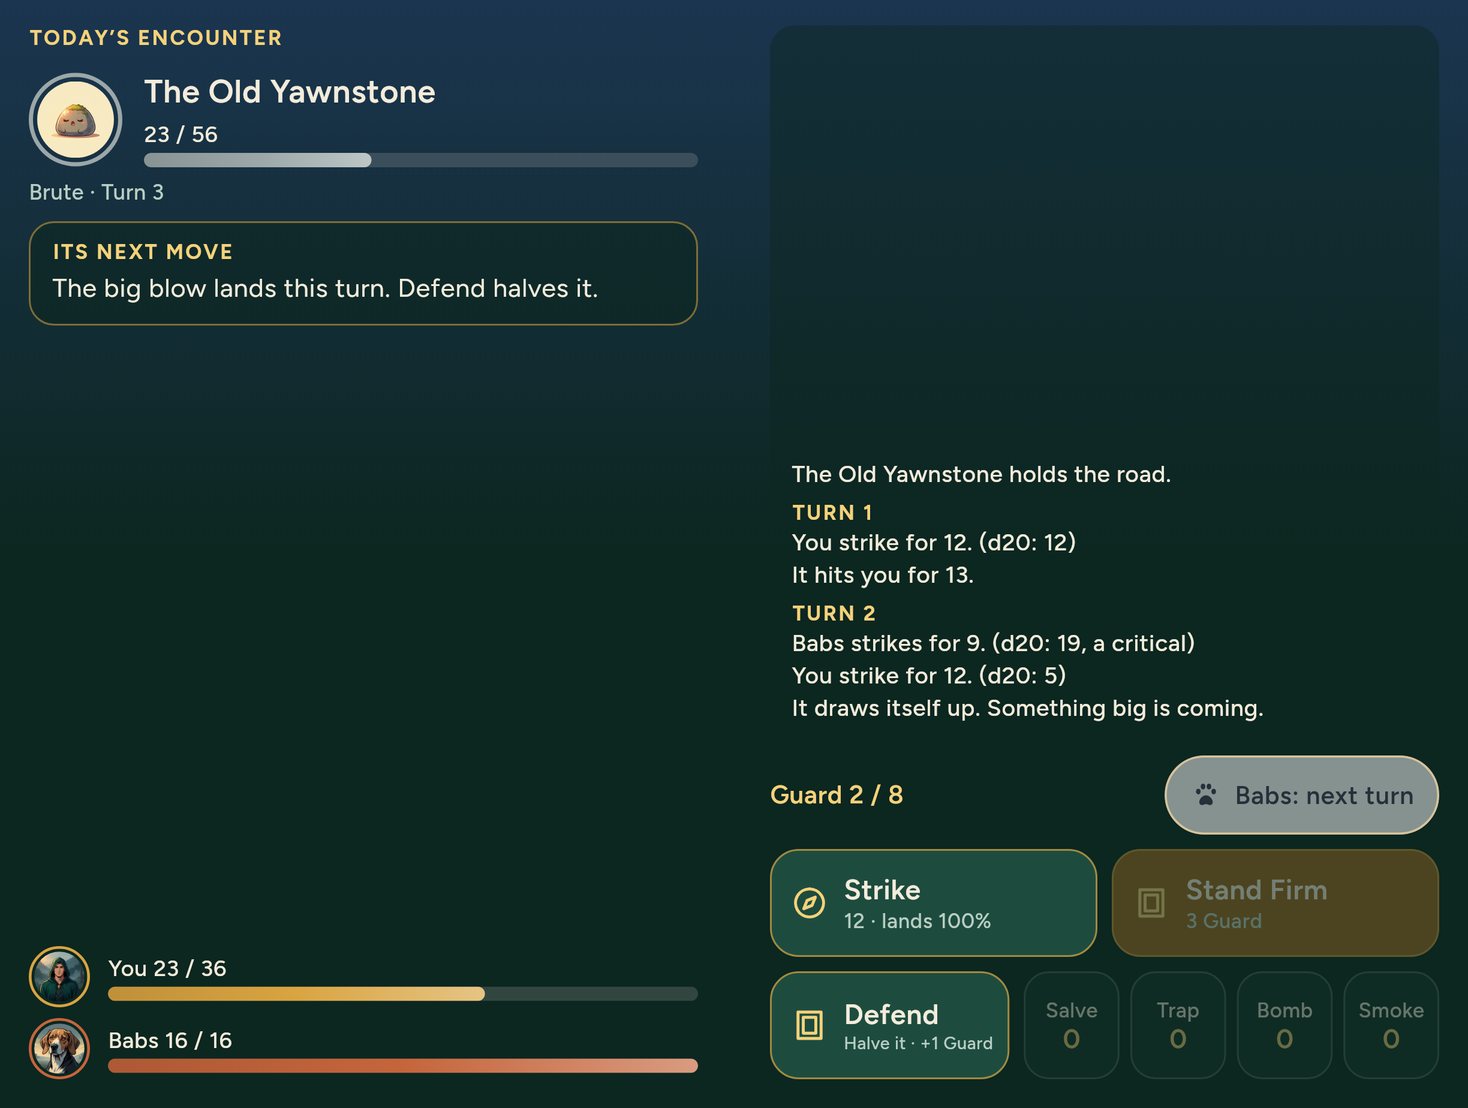 TODAY'S ENCOUNTER
The Old Yawnstone
23 / 56
Brute · Turn 3
ITS NEXT MOVE
The big blow lands this turn. Defend halves it.
You 23 / 36
Babs 16 / 16
The Old Yawnstone holds the road.
TURN 1
You strike for 12. (d20: 12)
It hits you for 13.
TURN 2
Babs strikes for 9. (d20: 19, a critical)
You strike for 12. (d20: 5)
It draws itself up. Something big is coming.
Guard 2 / 8
Babs: next turn
Strike
12 · lands 100%
Stand Firm
3 Guard
Defend
Halve it · +1 Guard
Salve
0
Trap
0
Bomb
0
Smoke
0